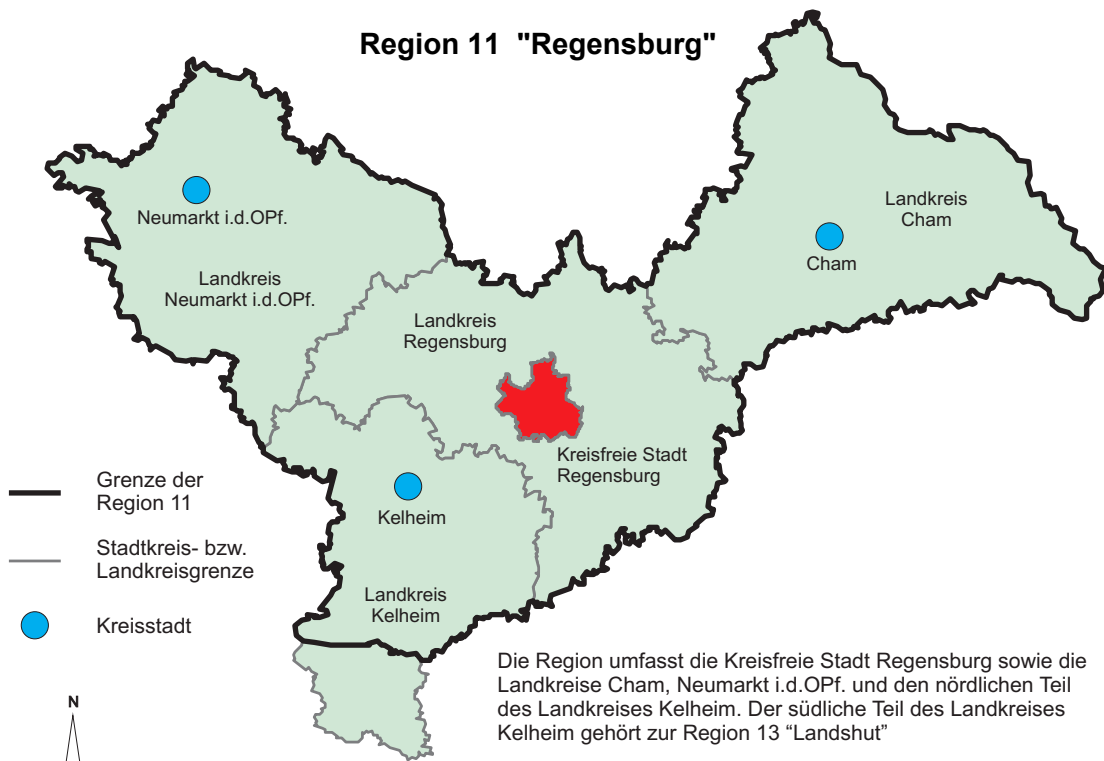 Region 11 "Regensburg"
Neumarkt i.d.OPf.
Landkreis
Neumarkt i.d.OPf.
Landkreis
Cham
Cham
Landkreis
Regensburg
Kreisfreie Stadt
Regensburg
Kelheim
Landkreis
Kelheim
Grenze der
Region 11
Stadtkreis- bzw.
Landkreisgrenze
Kreisstadt
N
Die Region umfasst die Kreisfreie Stadt Regensburg sowie die
Landkreise Cham, Neumarkt i.d.OPf. und den nördlichen Teil
des Landkreises Kelheim. Der südliche Teil des Landkreises
Kelheim gehört zur Region 13 “Landshut”